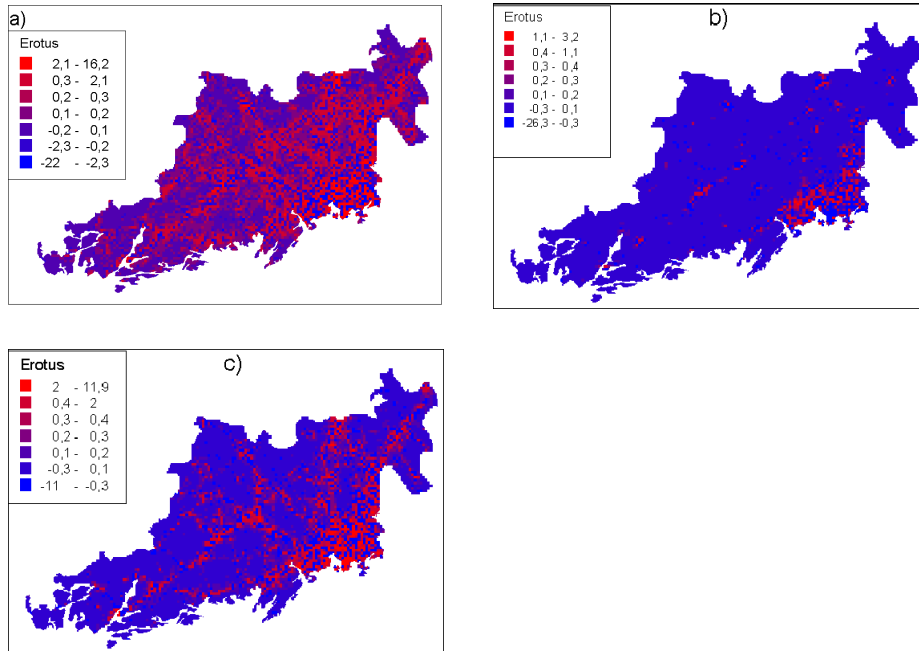 a)
Erotus
2,1 - 16,2
0,3 - 2,1
0,2 - 0,3
0,1 - 0,2
-0,2 - 0,1
-2,3 - -0,2
-22 - -2,3
b)
Erotus
1,1 - 3,2
0,4 - 1,1
0,3 - 0,4
0,2 - 0,3
0,1 - 0,2
-0,3 - 0,1
-26,3 - -0,3
c)
Erotus
2 - 11,9
0,4 - 2
0,3 - 0,4
0,2 - 0,3
0,1 - 0,2
-0,3 - 0,1
-11 - -0,3